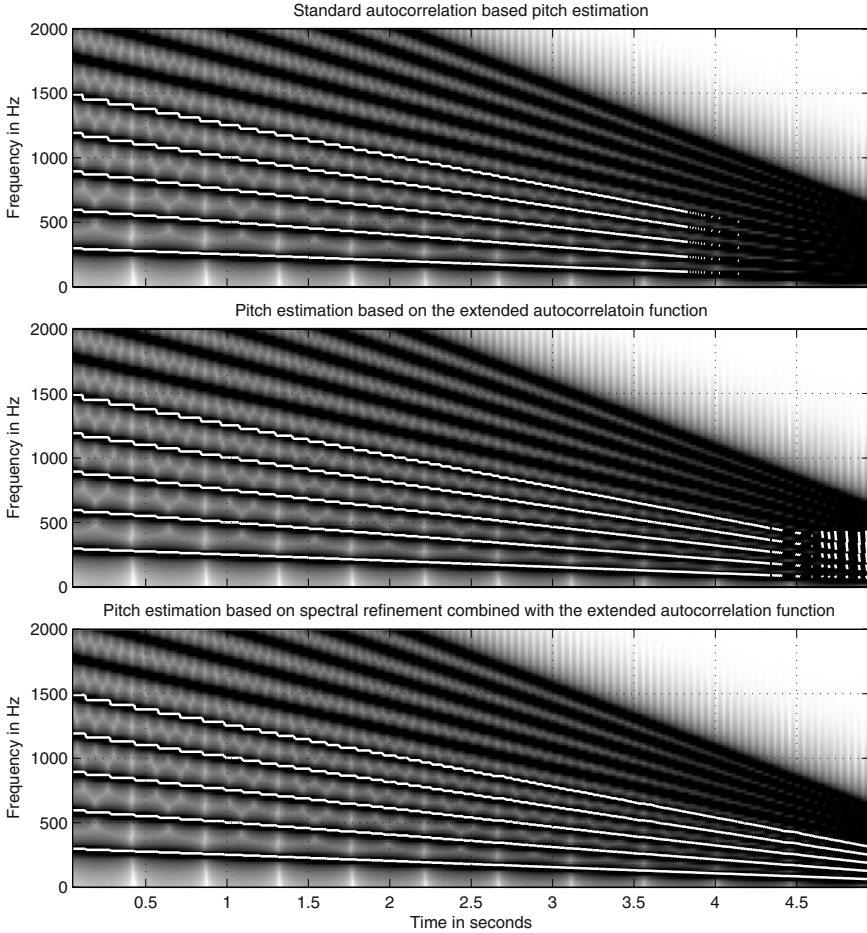 Standard autocorrelation based pitch estimation
2000
1500
1000
500
0
Frequency in Hz
Pitch estimation based on the extended autocorrelatoin function
2000
1500
1000
500
0
Frequency in Hz
Pitch estimation based on spectral refinement combined with the extended autocorrelation function
2000
1500
1000
500
0
Frequency in Hz
0.5 1 1.5 2 2.5 3 3.5 4 4.5
Time in seconds